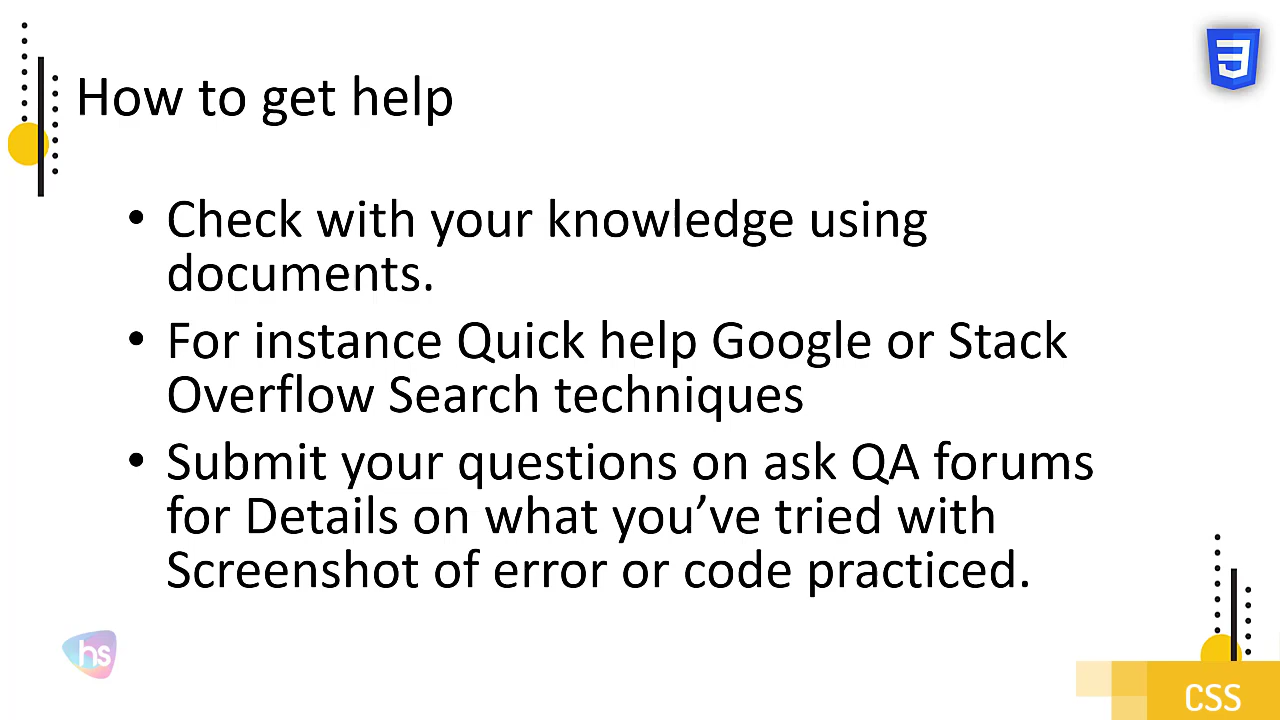 How to get help
• Check with your knowledge using
documents.
• For instance Quick help Google or Stack
Overflow Search techniques
• Submit your questions on ask QA forums
for Details on what you’ve tried with
Screenshot of error or code practiced.
hs
CSS